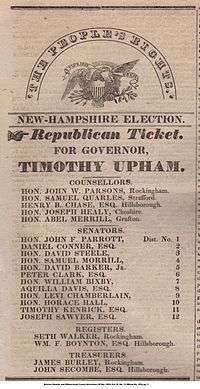 THE PEOPLE'S RIGHTS.
NEW-HAMPSHIRE ELECTION.
Republican Ticket.
FOR GOVERNOR,
TIMOTHY UPHAM.
COUNSELLORS.
HON. JOHN W. PARSONS, Rockingham.
HON. SAMUEL QUARLES, Strafford.
HENRY B. CHASE, ESQ. Hillsborough.
HON. JOSEPH HEALY, Cheshire.
HON. ABEL MERRILL, Grafton.
SENATORS.
HON. JOHN F. PARROTT, Dist. No. 1
DANIEL CONNER, ESQ. 2
HON. DAVID STEELE, 3
HON. SAMUEL MORRILL, 4
HON. DAVID BARKER, Jr. 5
PETER CLARK, ESQ. 6
HON. WILLIAM BIXBY, 7
AQUILLA DAVIS, ESQ. 8
HON. LEVI CHAMBERLAIN, 9
HON. HORACE HALL, 10
TIMOTHY KENRICK, ESQ. 11
JOSEPH SAWYER, ESQ. 12
REGISTERS
SETH WALKER, Rockingham.
WM. F. BOYNTON, ESQ. Hillsborough.
TREASURERS
JAMES BURLEY, Rockingham
JOHN SECOMBE, ESQ. Hillsborough.